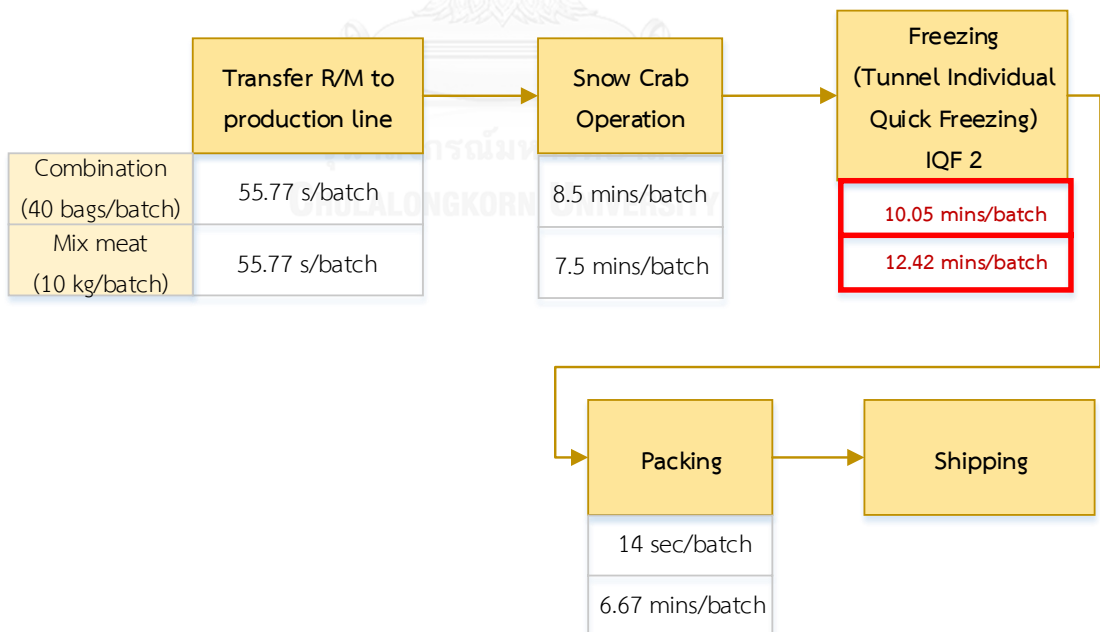 Transfer R/M to
production line
Snow Crab
Operation
Freezing
(Tunnel Individual
Quick Freezing)
IQF 2
Combination
(40 bags/batch)
55.77 s/batch
8.5 mins/batch
10.05 mins/batch
Mix meat
(10 kg/batch)
55.77 s/batch
7.5 mins/batch
12.42 mins/batch
CHULALONGKORN UNIVERSITY
Packing
Shipping
14 sec/batch
6.67 mins/batch